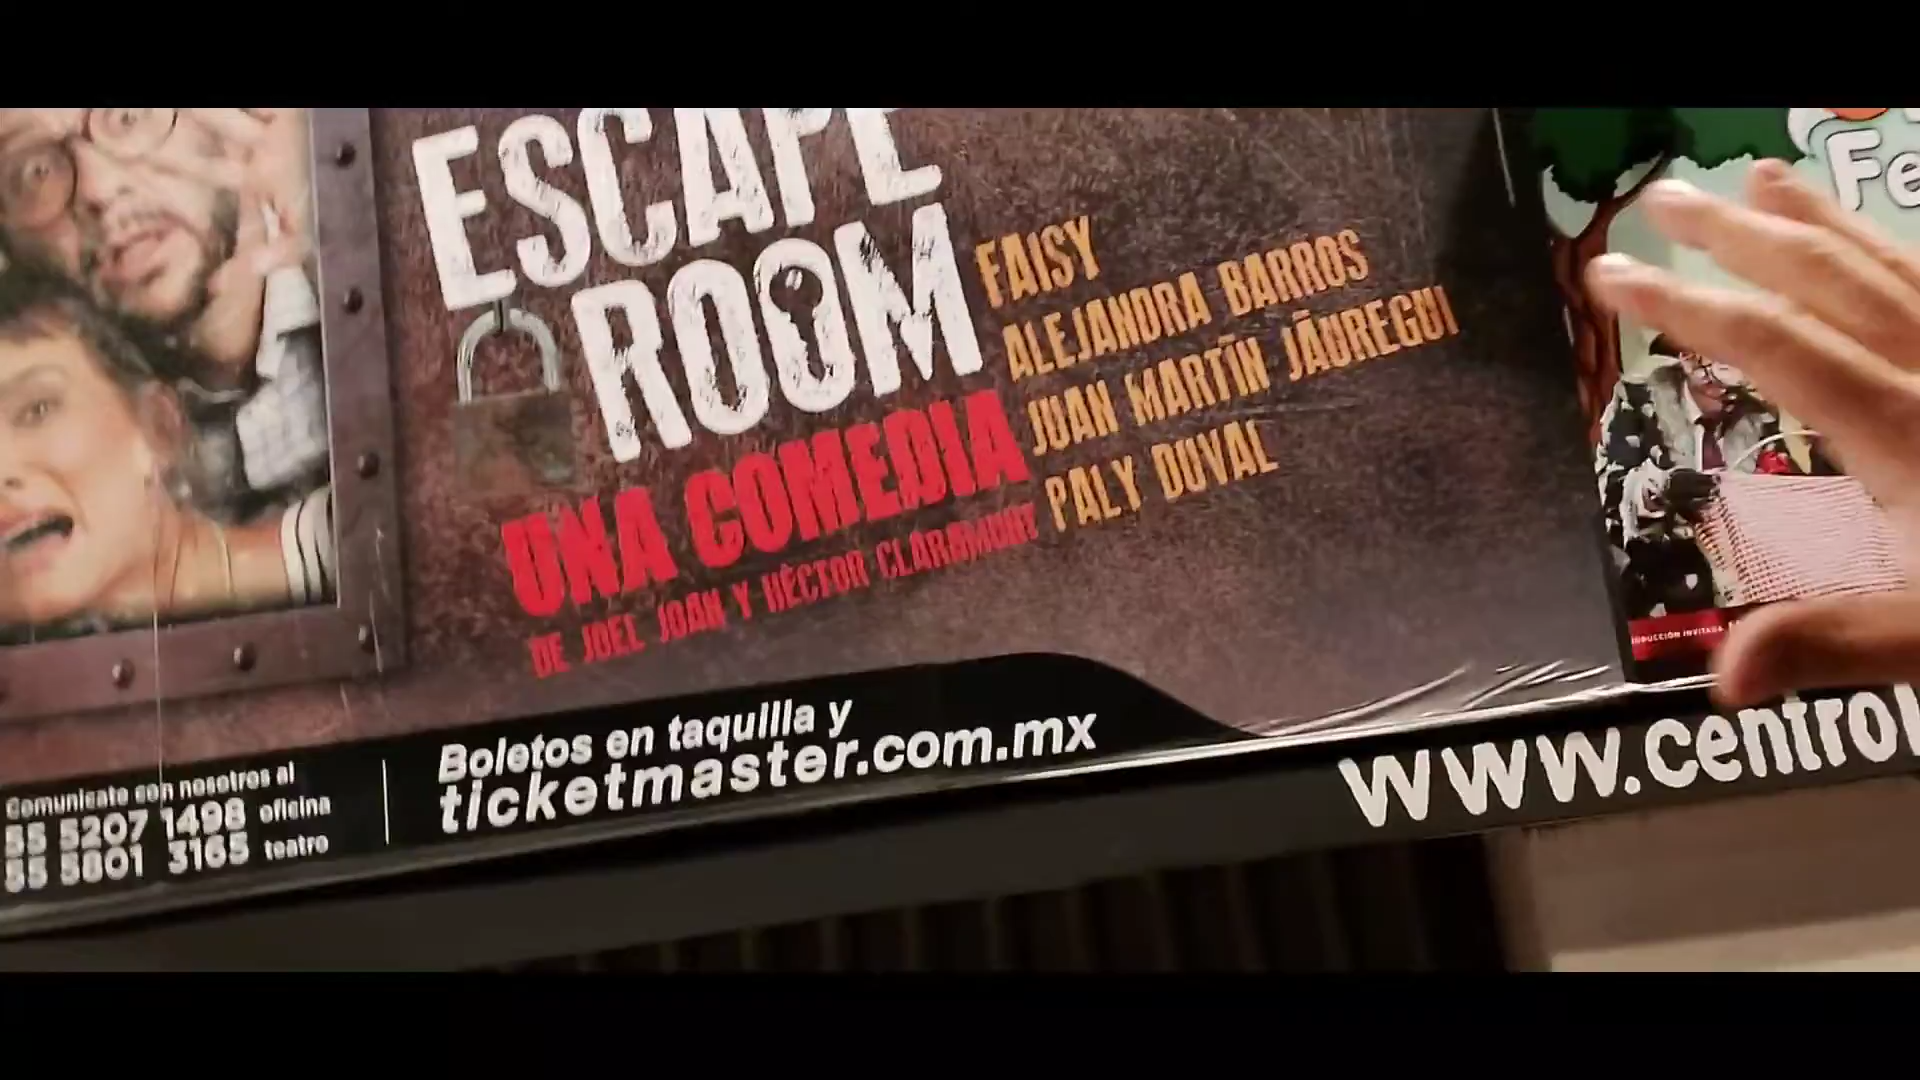 ESCAPE
ROOM
UNA COMEDIA
DE JOEL JOAN Y HÉCTOR CLARAMUNT
FAISY
ALEJANDRA BARROS
JUAN MARTÍN JÁUREGUI
PALY DUVAL
Comunícate con nosotros al
55 5207 1498 oficina
55 5801 3165 teatro
Boletos en taquilla y
ticketmaster.com.mx
www.centro
Fe